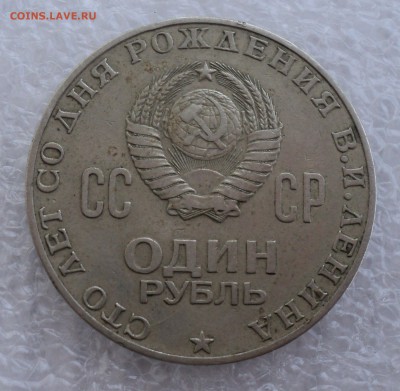 COINS.LAVE.RU
СТО ЛЕТ СО ДНЯ РОЖДЕНИЯ В.И.ЛЕНИНА
СС СР
ОДИН
РУБЛЬ